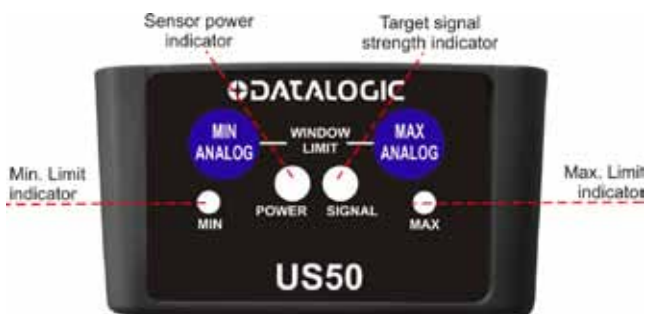 Sensor power
indicator
Target signal
strength indicator
DATALOGIC
MIN
ANALOG
WINDOW
LIMIT
MAX
ANALOG
Min. Limit
indicator
Max. Limit
indicator
POWER
SIGNAL
MIN
MAX
US50